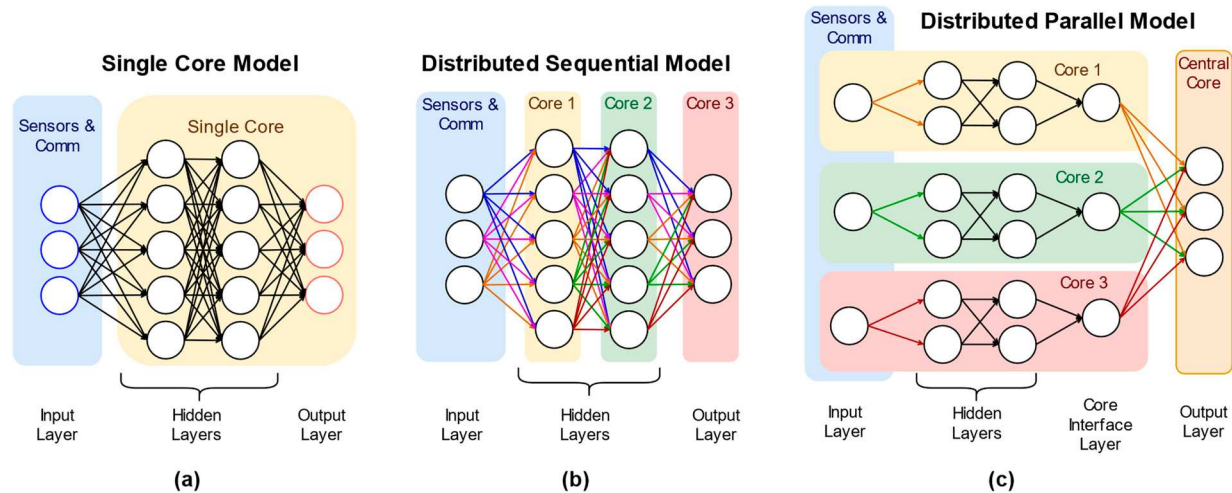 Single Core Model
Sensors &
Comm
Single Core
Input
Layer
Hidden
Layers
Output
Layer
(a)
Distributed Sequential Model
Sensors &
Comm
Core 1
Core 2
Core 3
Input
Layer
Hidden
Layers
Output
Layer
(b)
Sensors &
Comm
Distributed Parallel Model
Core 1
Central
Core
Core 2
Core 3
Input
Layer
Hidden
Layers
Core
Interface
Layer
Output
Layer
(c)